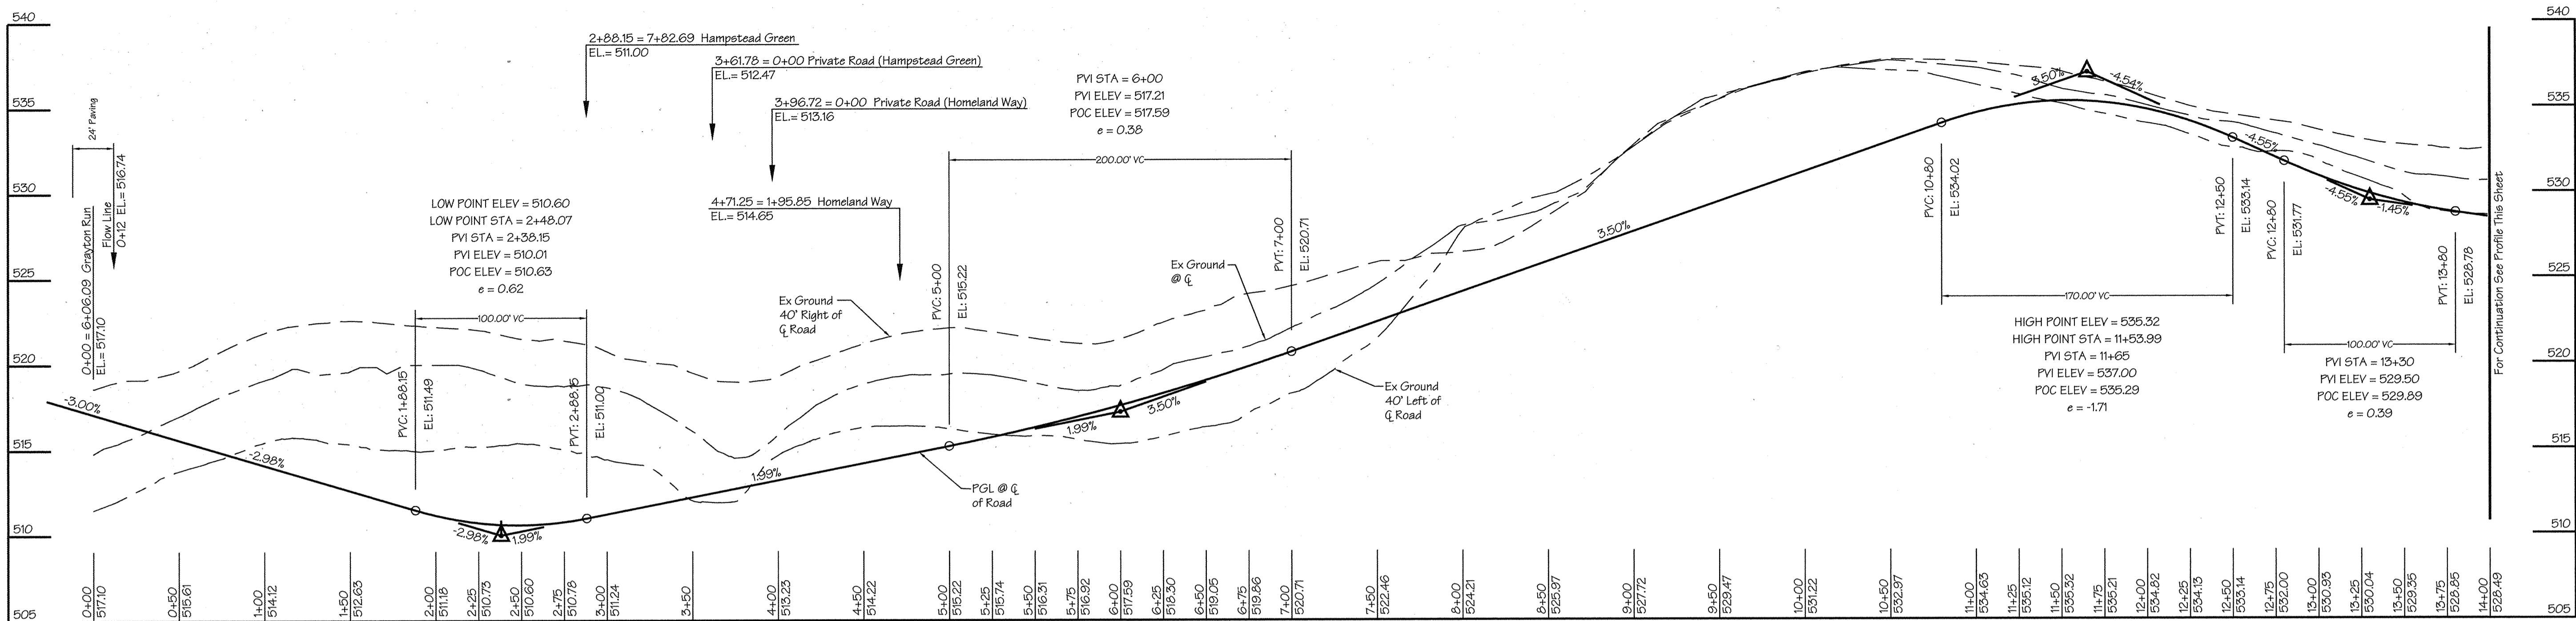 540
535
530
525
520
515
510
505
24' Paving
0+00 = 6+06.09 Grayton Run
EL.= 517.10
Flow Line
0+12 EL.= 516.74
-3.00%
-2.98%
LOW POINT ELEV = 510.60
LOW POINT STA = 2+48.07
PVI STA = 2+38.15
PVI ELEV = 510.01
POC ELEV = 510.63
e = 0.62
100.00' VC
PVC: 1+88.15
EL: 511.49
PVT: 2+88.15
EL: 511.00
-2.98%
1.99%
2+88.15 = 7+82.69 Hampstead Green
EL.= 511.00
3+61.78 = 0+00 Private Road (Hampstead Green)
EL.= 512.47
3+96.72 = 0+00 Private Road (Homeland Way)
EL.= 513.16
4+71.25 = 1+95.85 Homeland Way
EL.= 514.65
1.99%
Ex Ground
40' Right of
℄ Road
PGL @ ℄
of Road
PVI STA = 6+00
PVI ELEV = 517.21
POC ELEV = 517.59
e = 0.38
200.00' VC
PVC: 5+00
EL: 515.22
1.99%
3.50%
Ex Ground
@ ℄
PVT: 7+00
EL: 520.71
Ex Ground
40' Left of
℄ Road
3.50%
PVC: 10+80
EL: 534.02
3.50%
-4.54%
170.00' VC
HIGH POINT ELEV = 535.32
HIGH POINT STA = 11+53.99
PVI STA = 11+65
PVI ELEV = 537.00
POC ELEV = 535.29
e = -1.71
PVT: 12+50
EL: 533.14
-4.55%
PVC: 12+80
EL: 531.77
-4.55%
-1.45%
100.00' VC
PVI STA = 13+30
PVI ELEV = 529.50
POC ELEV = 529.89
e = 0.39
PVT: 13+80
EL: 528.78
For Continuation See Profile This Sheet
540
535
530
525
520
515
510
505
0+00
517.10
0+50
515.61
1+00
514.12
1+50
512.63
2+00
511.18
2+25
510.73
2+50
510.60
2+75
510.78
3+00
511.24
3+50
4+00
513.23
4+50
514.22
5+00
515.22
5+25
515.74
5+50
516.31
5+75
516.92
6+00
517.59
6+25
518.30
6+50
519.05
6+75
519.86
7+00
520.71
7+50
522.46
8+00
524.21
8+50
525.97
9+00
527.72
9+50
529.47
10+00
531.22
10+50
532.97
11+00
534.63
11+25
535.12
11+50
535.32
11+75
535.21
12+00
534.82
12+25
534.13
12+50
533.14
12+75
532.00
13+00
530.93
13+25
530.04
13+50
529.35
13+75
528.85
14+00
528.49